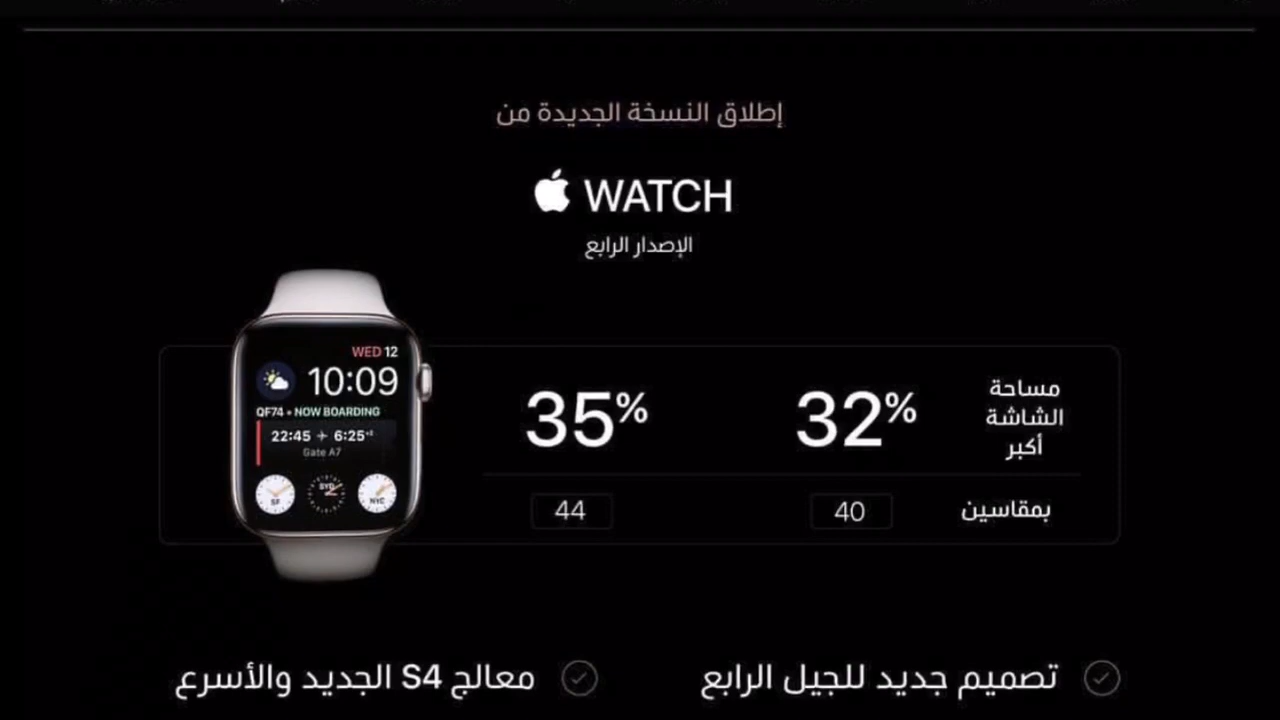 إطلاق النسخة الجديدة من
WATCH
الإصدار الرابع
مساحة
الشاشة
أكبر
32%
35%
بمقاسين
40
44
WED 12
10:09
QF74 • NOW BOARDING
22:45 ✈ 6:25+2
Gate A7
SF
SYD
NYC
تصميم جديد للجيل الرابع
معالج S4 الجديد والأسرع